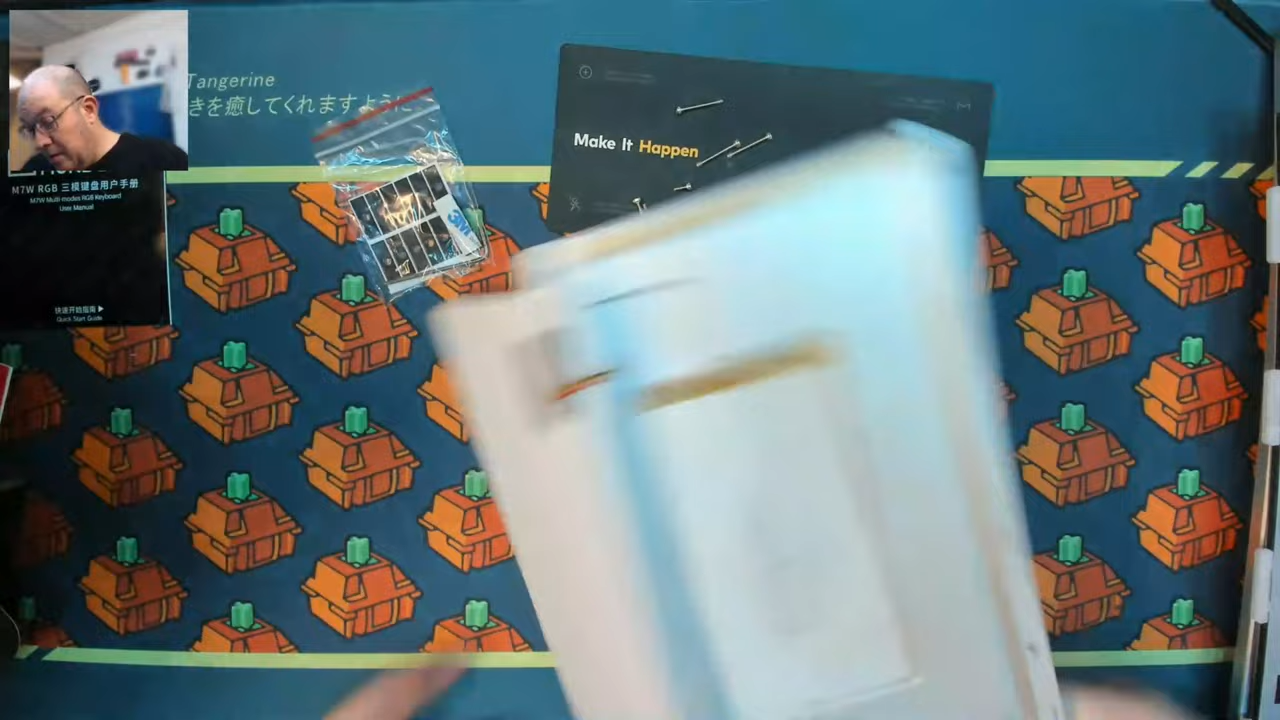 Tangerine
きを癒してくれますように
Make It Happen
M7W RGB 三模键盘用户手册
M7W Multi-modes RGB Keyboard
User Manual
快速开始指南 ▶
Quick Start Guide
3M